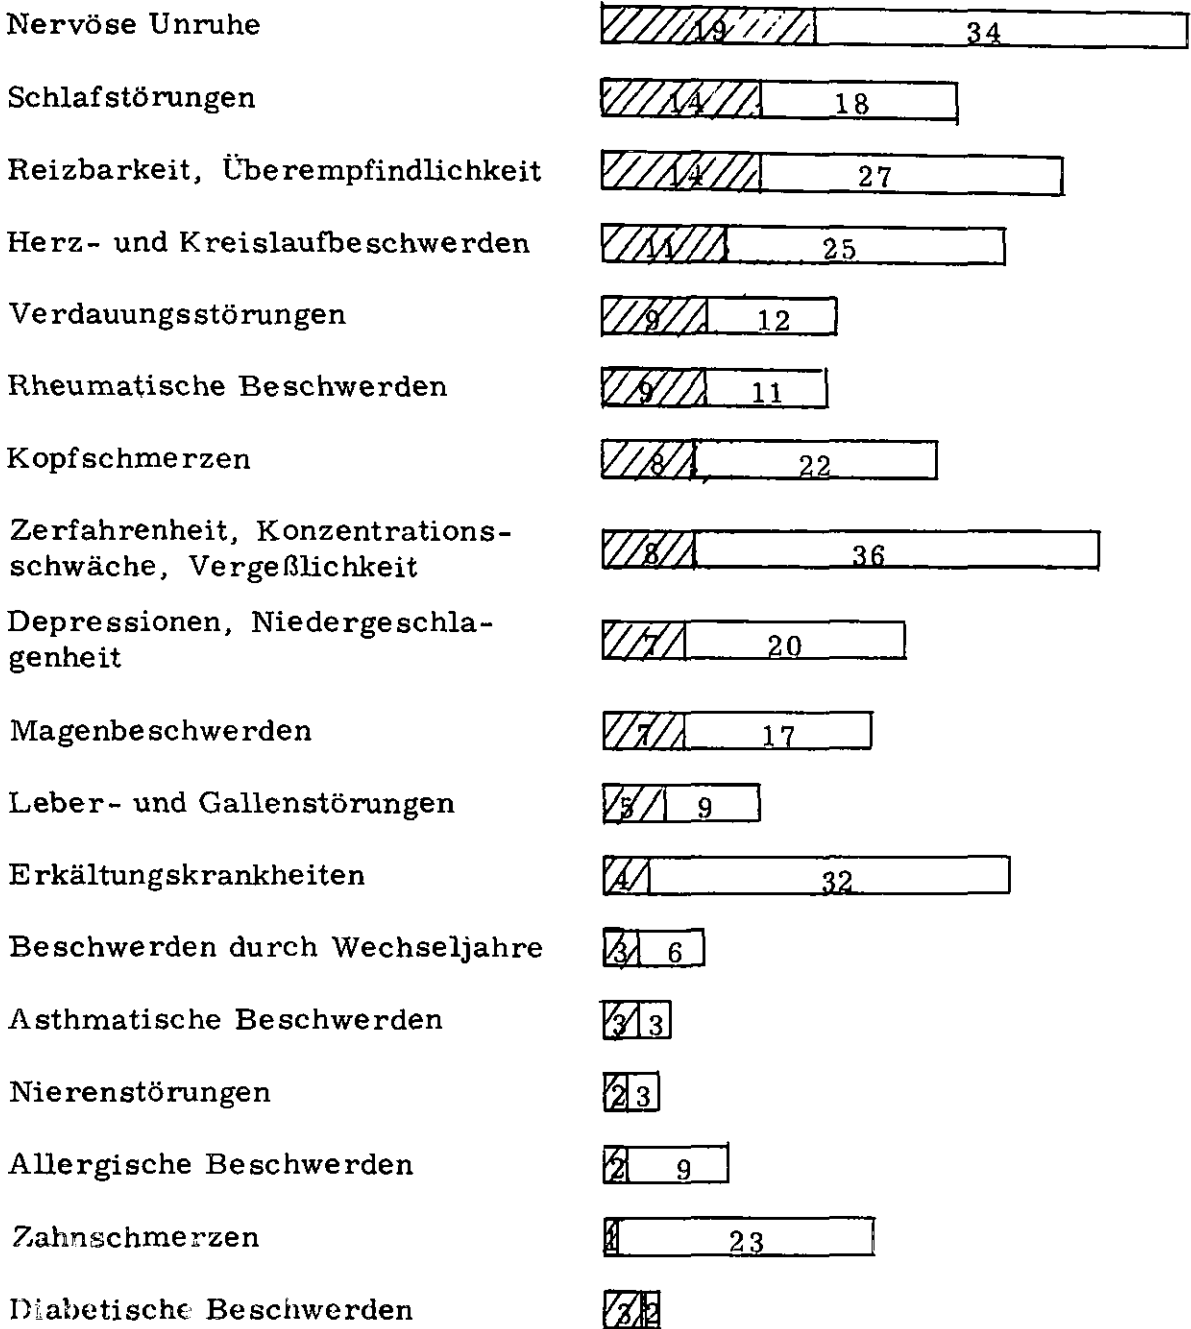 Nervöse Unruhe 19 34
Schlafstörungen 14 18
Reizbarkeit, Überempfindlichkeit 14 27
Herz- und Kreislaufbeschwerden 11 25
Verdauungsstörungen 9 12
Rheumatische Beschwerden 9 11
Kopfschmerzen 8 22
Zerfahrenheit, Konzentrations-
schwäche, Vergeßlichkeit 8 36
Depressionen, Niedergeschla-
genheit 7 20
Magenbeschwerden 7 17
Leber- und Gallenstörungen 5 9
Erkältungskrankheiten 4 32
Beschwerden durch Wechseljahre 3 6
Asthmatische Beschwerden 3 3
Nierenstörungen 2 3
Allergische Beschwerden 2 9
Zahnschmerzen 1 23
Diabetische Beschwerden 3 2